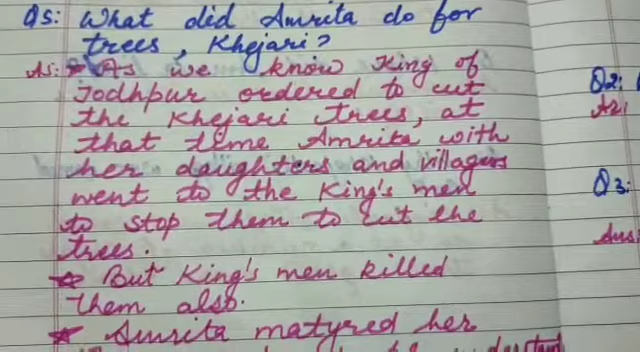 Q5: What did Amrita do for
trees, Khejari?
As: * As we know King of
Jodhpur ordered to cut
the Khejari trees, at
that time Amrita with
her daughters and villagers
went to the King's men
to stop them to cut the
trees.
* But King's men killed
them also.
* Amrita matyred her
Q2:
A2:
Q3:
Ans: